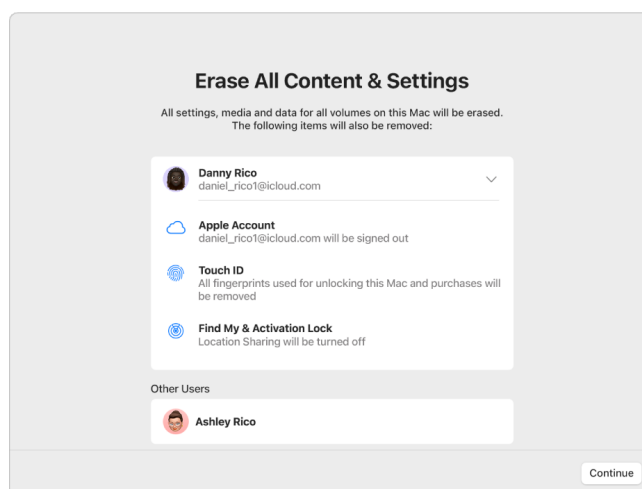 Erase All Content & Settings
All settings, media and data for all volumes on this Mac will be erased.
The following items will also be removed:
Danny Rico
daniel_rico1@icloud.com
Apple Account
daniel_rico1@icloud.com will be signed out
Touch ID
All fingerprints used for unlocking this Mac and purchases will
be removed
Find My & Activation Lock
Location Sharing will be turned off
Other Users
Ashley Rico
Continue